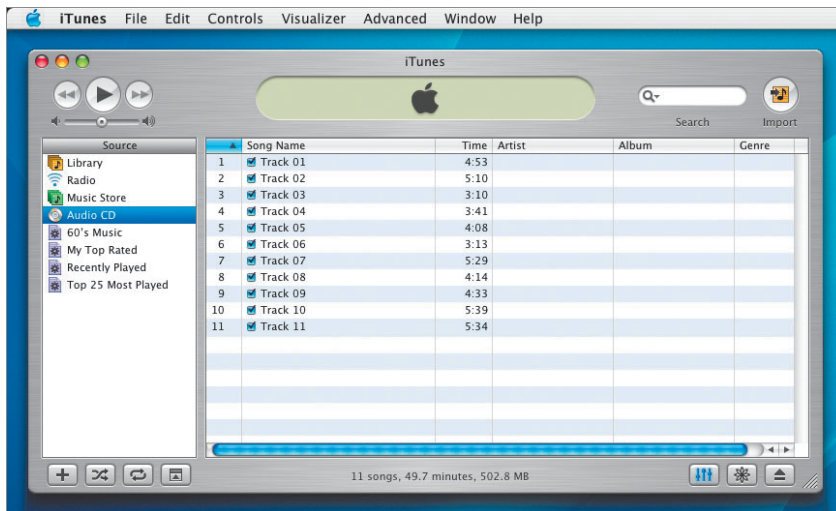 iTunes File Edit Controls Visualizer Advanced Window Help
iTunes
Search
Import
Source
Library
Radio
Music Store
Audio CD
60's Music
My Top Rated
Recently Played
Top 25 Most Played
Song Name Time Artist Album Genre
1 Track 01 4:53
2 Track 02 5:10
3 Track 03 3:10
4 Track 04 3:41
5 Track 05 4:08
6 Track 06 3:13
7 Track 07 5:29
8 Track 08 4:14
9 Track 09 4:33
10 Track 10 5:39
11 Track 11 5:34
11 songs, 49.7 minutes, 502.8 MB